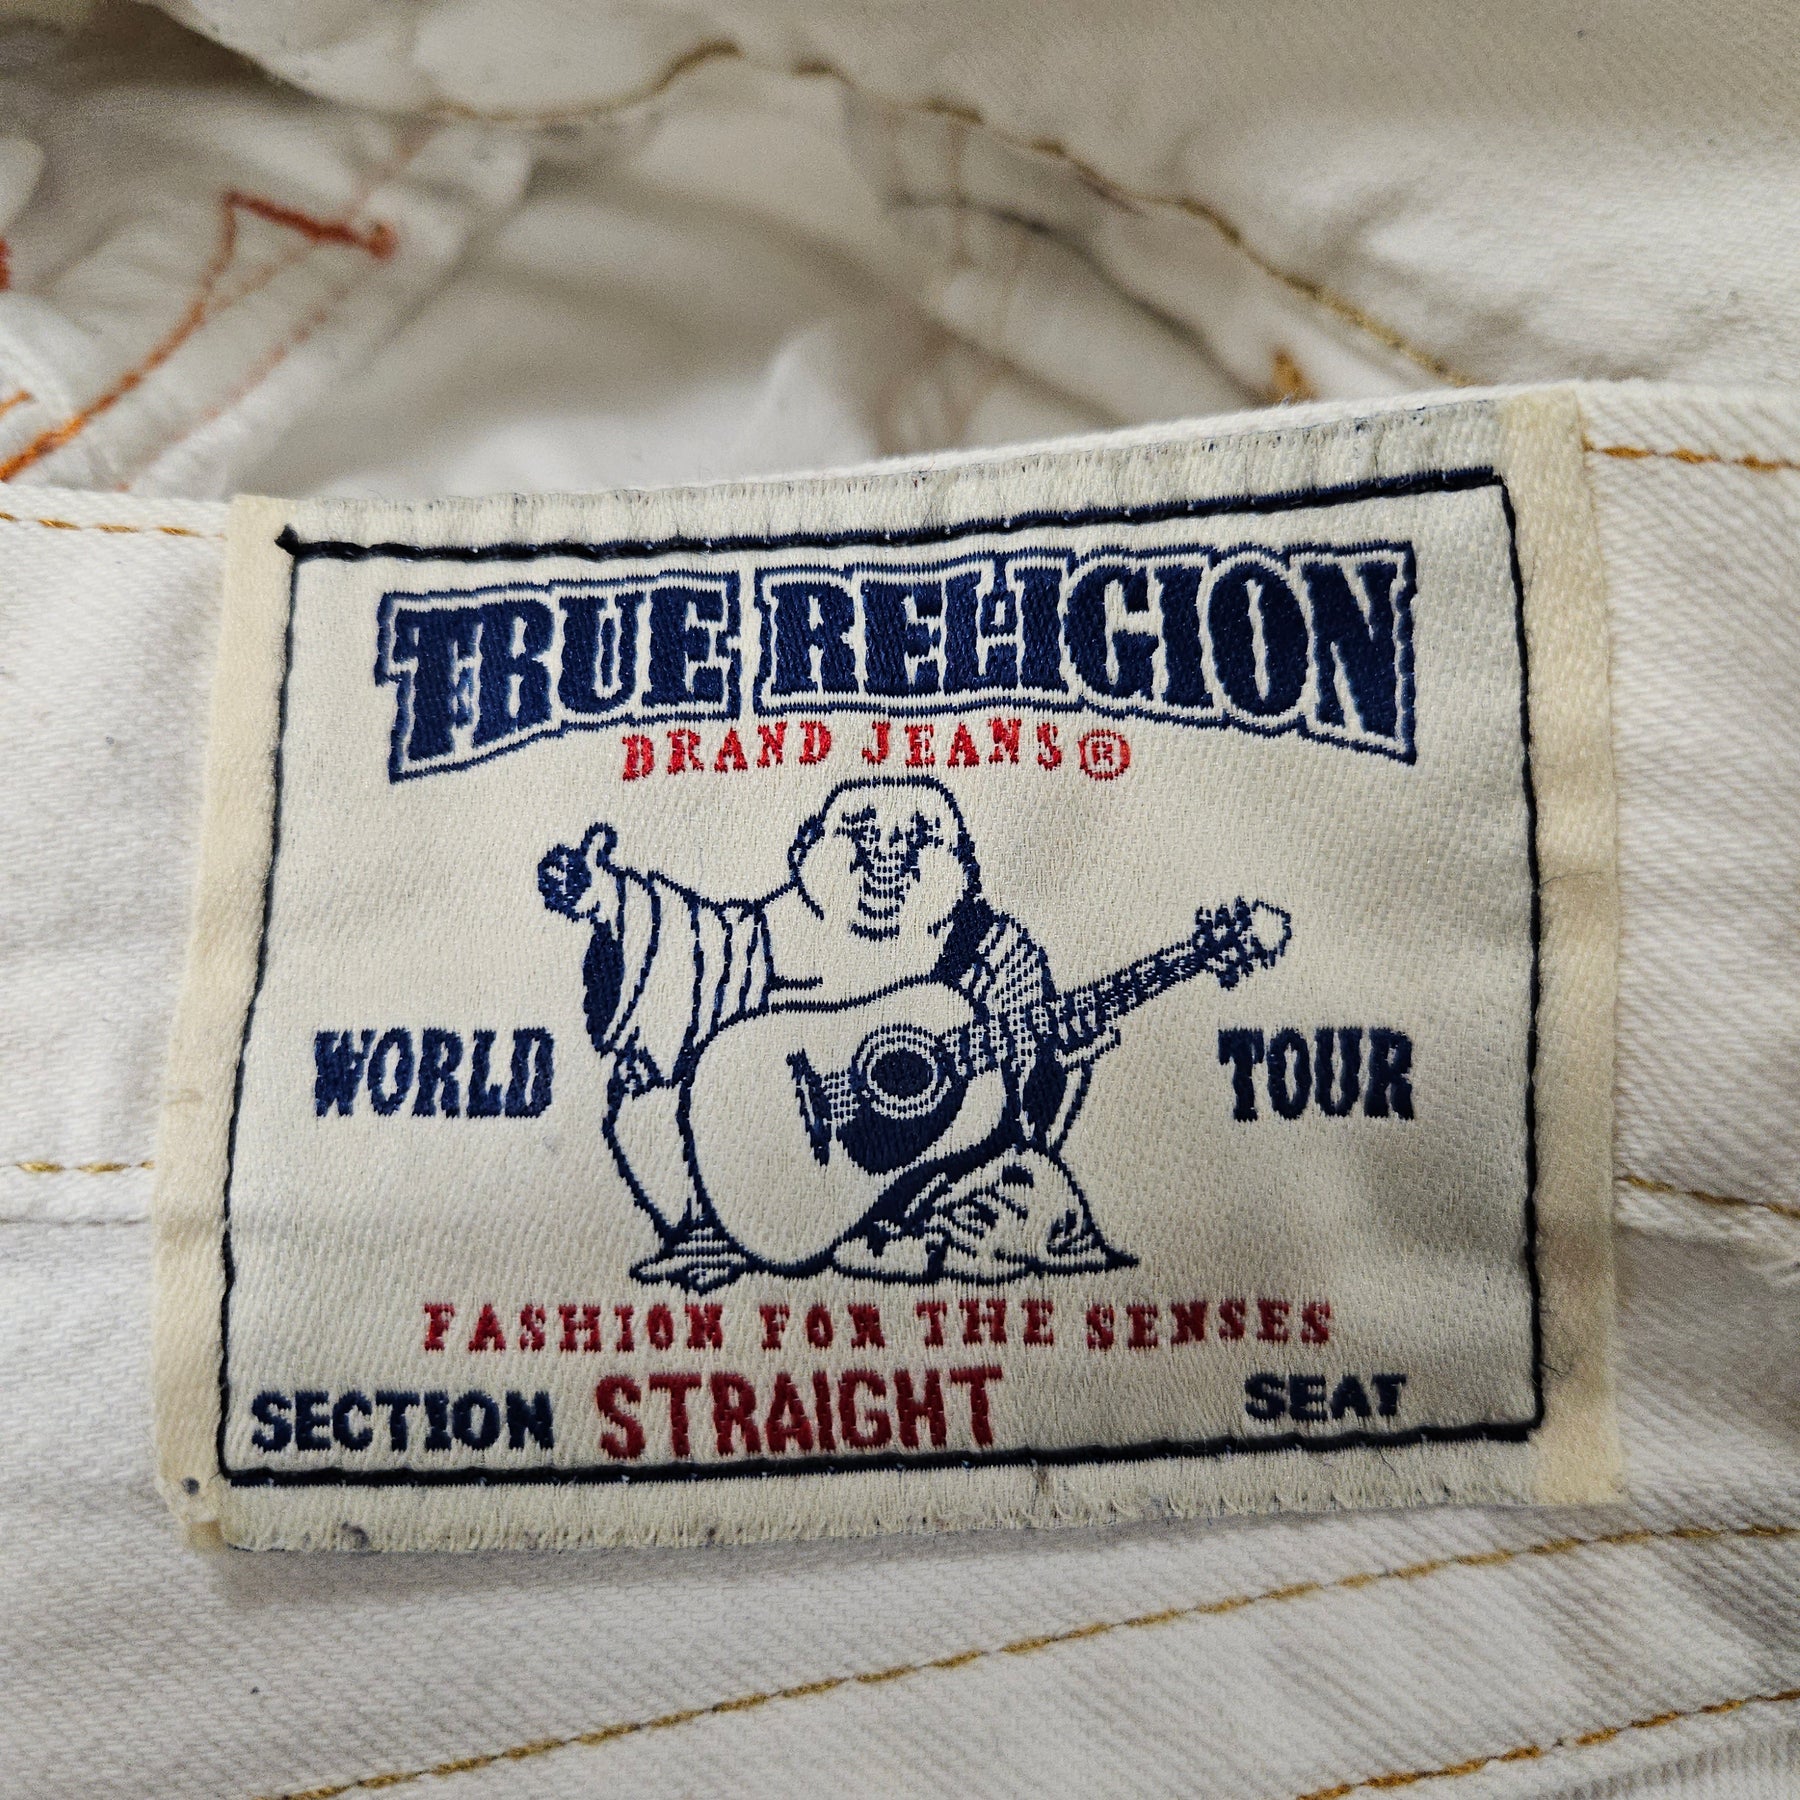 TRUE RELIGION
BRAND JEANS®
WORLD TOUR
FASHION FOR THE SENSES
SECTION STRAIGHT SEAT